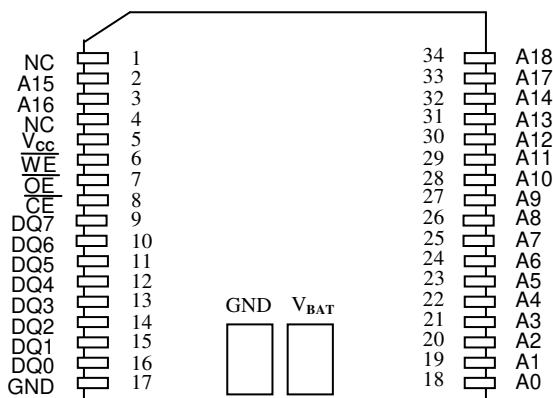 NC 1 34 A18
A15 2 33 A17
A16 3 32 A14
NC 4 31 A13
Vcc 5 30 A12
WE 6 29 A11
OE 7 28 A10
CE 8 27 A9
DQ7 9 26 A8
DQ6 10 25 A7
DQ5 11 24 A6
DQ4 12 23 A5
DQ3 13 22 A4
DQ2 14 21 A3
DQ1 15 20 A2
DQ0 16 19 A1
GND 17 18 A0
GND VBAT